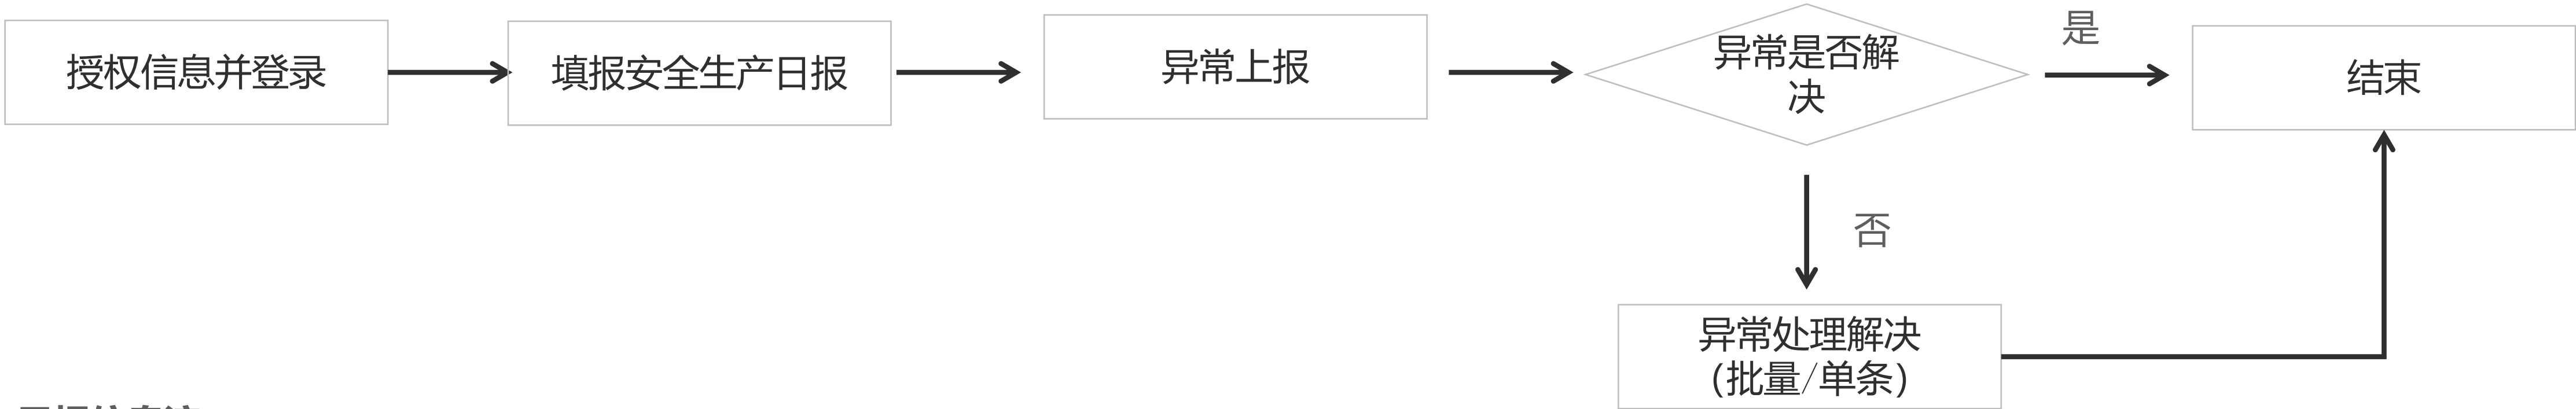 授权信息并登录
填报安全生产日报
异常上报
异常是否解
决
是
结束
否
异常处理解决
(批量/单条)